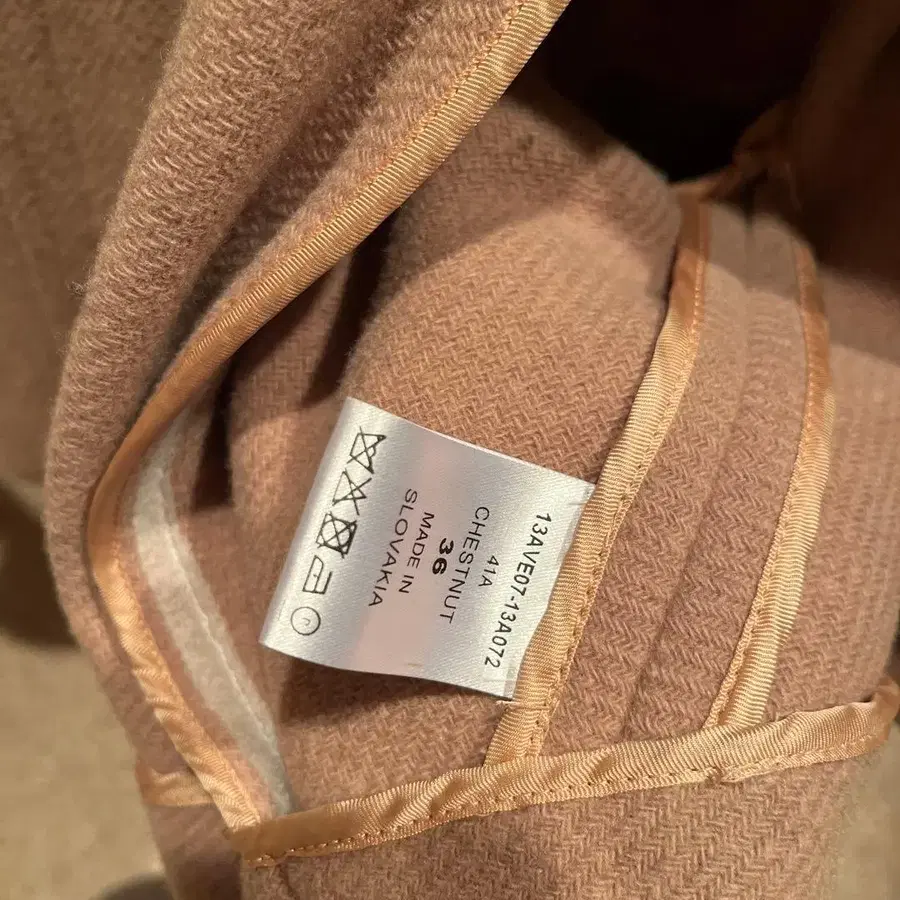 13AVE07-13A072
41A
CHESTNUT
36
MADE IN
SLOVAKIA
P